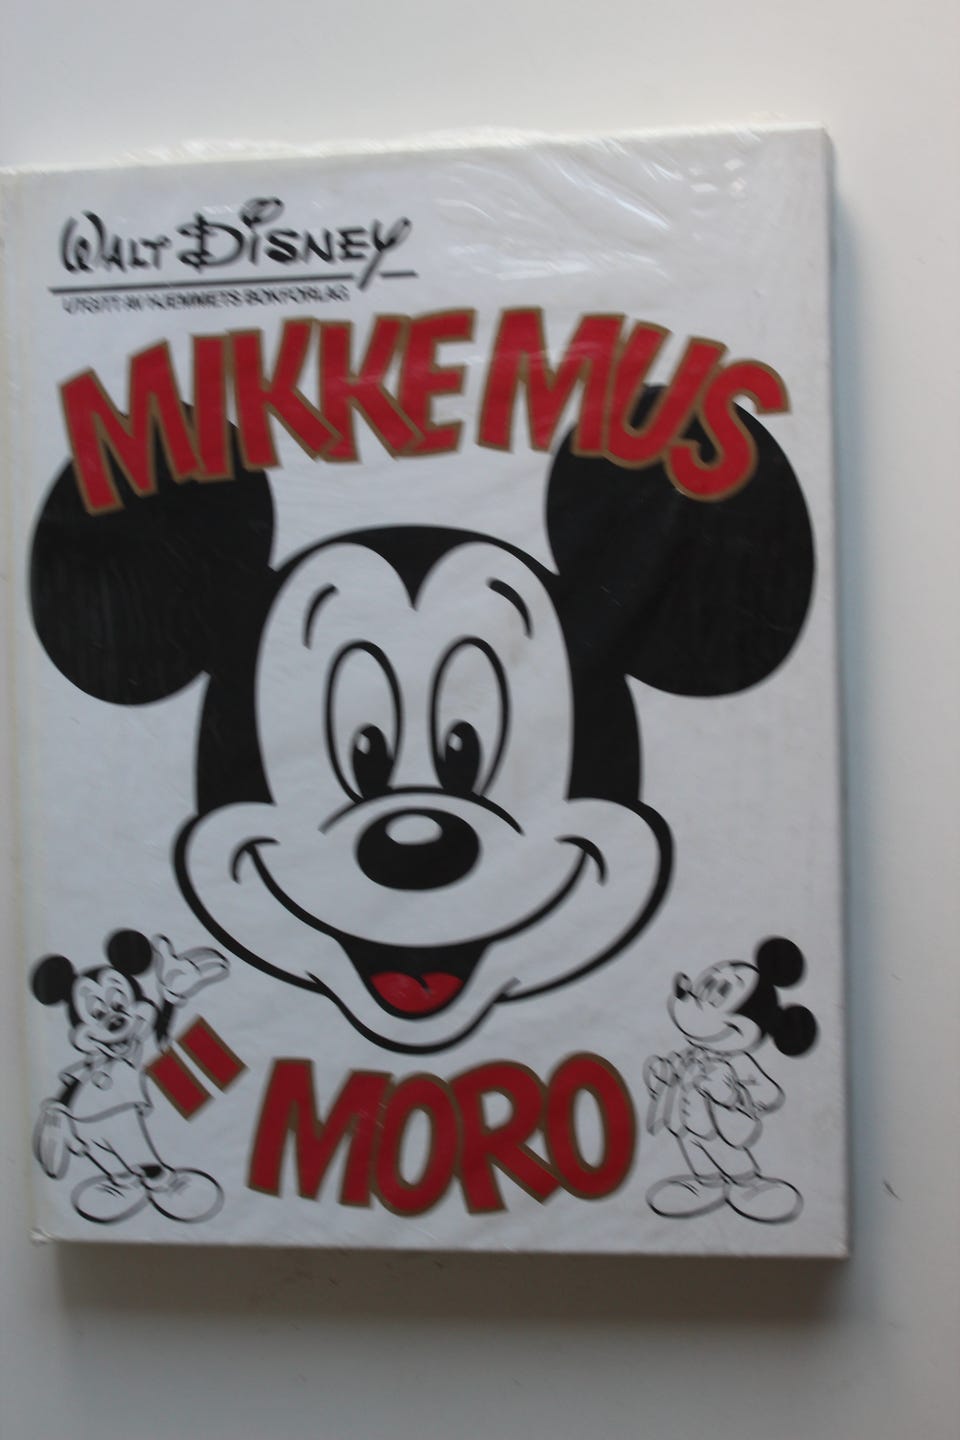 WALT DISNEY
UTGITT AV HJEMMETS BOKFORLAG
MIKKE MUS
= MORO